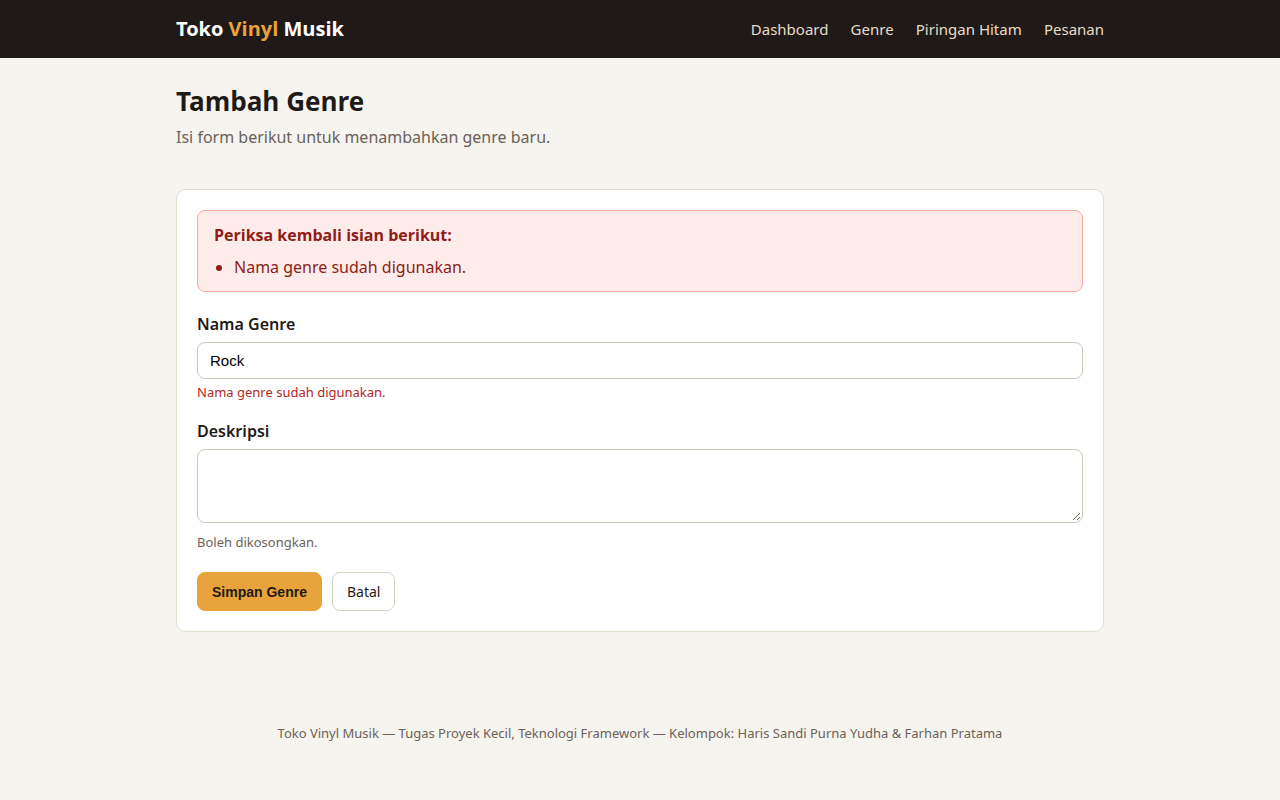 Toko Vinyl Musik
Dashboard Genre Piringan Hitam Pesanan
Tambah Genre
Isi form berikut untuk menambahkan genre baru.
Periksa kembali isian berikut:
• Nama genre sudah digunakan.
Nama Genre
Rock
Nama genre sudah digunakan.
Deskripsi
Boleh dikosongkan.
Simpan Genre Batal
Toko Vinyl Musik — Tugas Proyek Kecil, Teknologi Framework — Kelompok: Haris Sandi Purna Yudha & Farhan Pratama